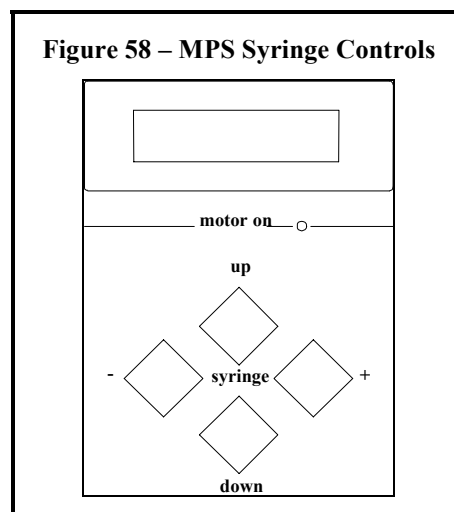 Figure 58 – MPS Syringe Controls
motor on
up
- syringe +
down